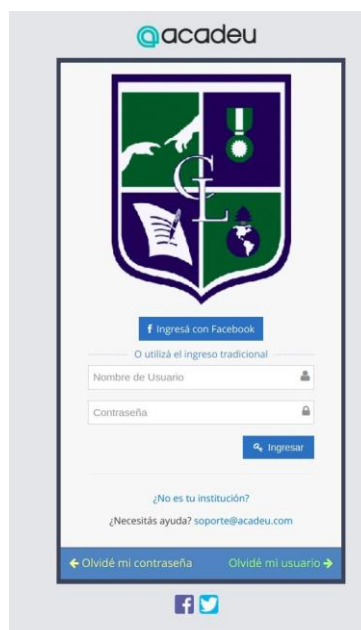 acadeu
CL
Ingresá con Facebook
O utilizá el ingreso tradicional
Nombre de Usuario
Contraseña
Ingresar
¿No es tu institución?
¿Necesitás ayuda? soporte@acadeu.com
Olvidé mi contraseña Olvidé mi usuario